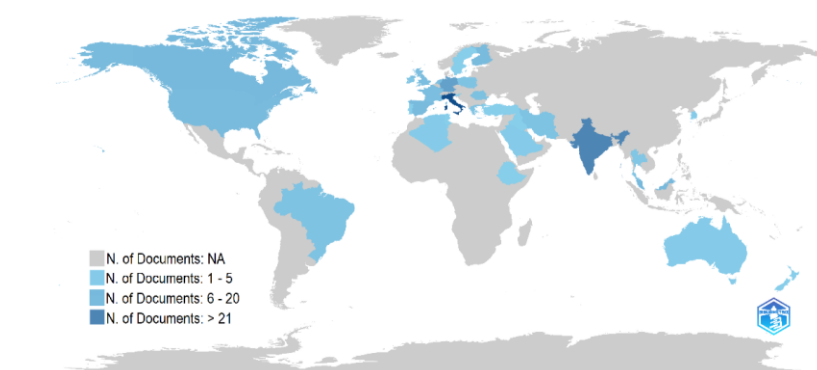 N. of Documents: NA
N. of Documents: 1 - 5
N. of Documents: 6 - 20
N. of Documents: > 21